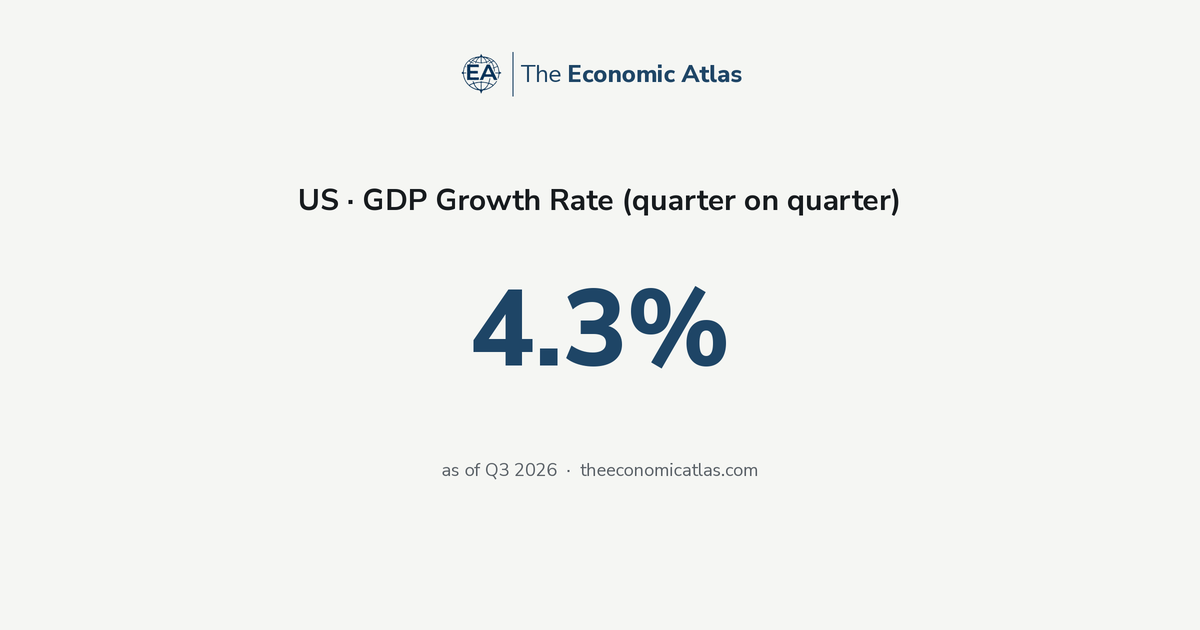 EA The Economic Atlas
US · GDP Growth Rate (quarter on quarter)
4.3%
as of Q3 2026 · theeconomicatlas.com